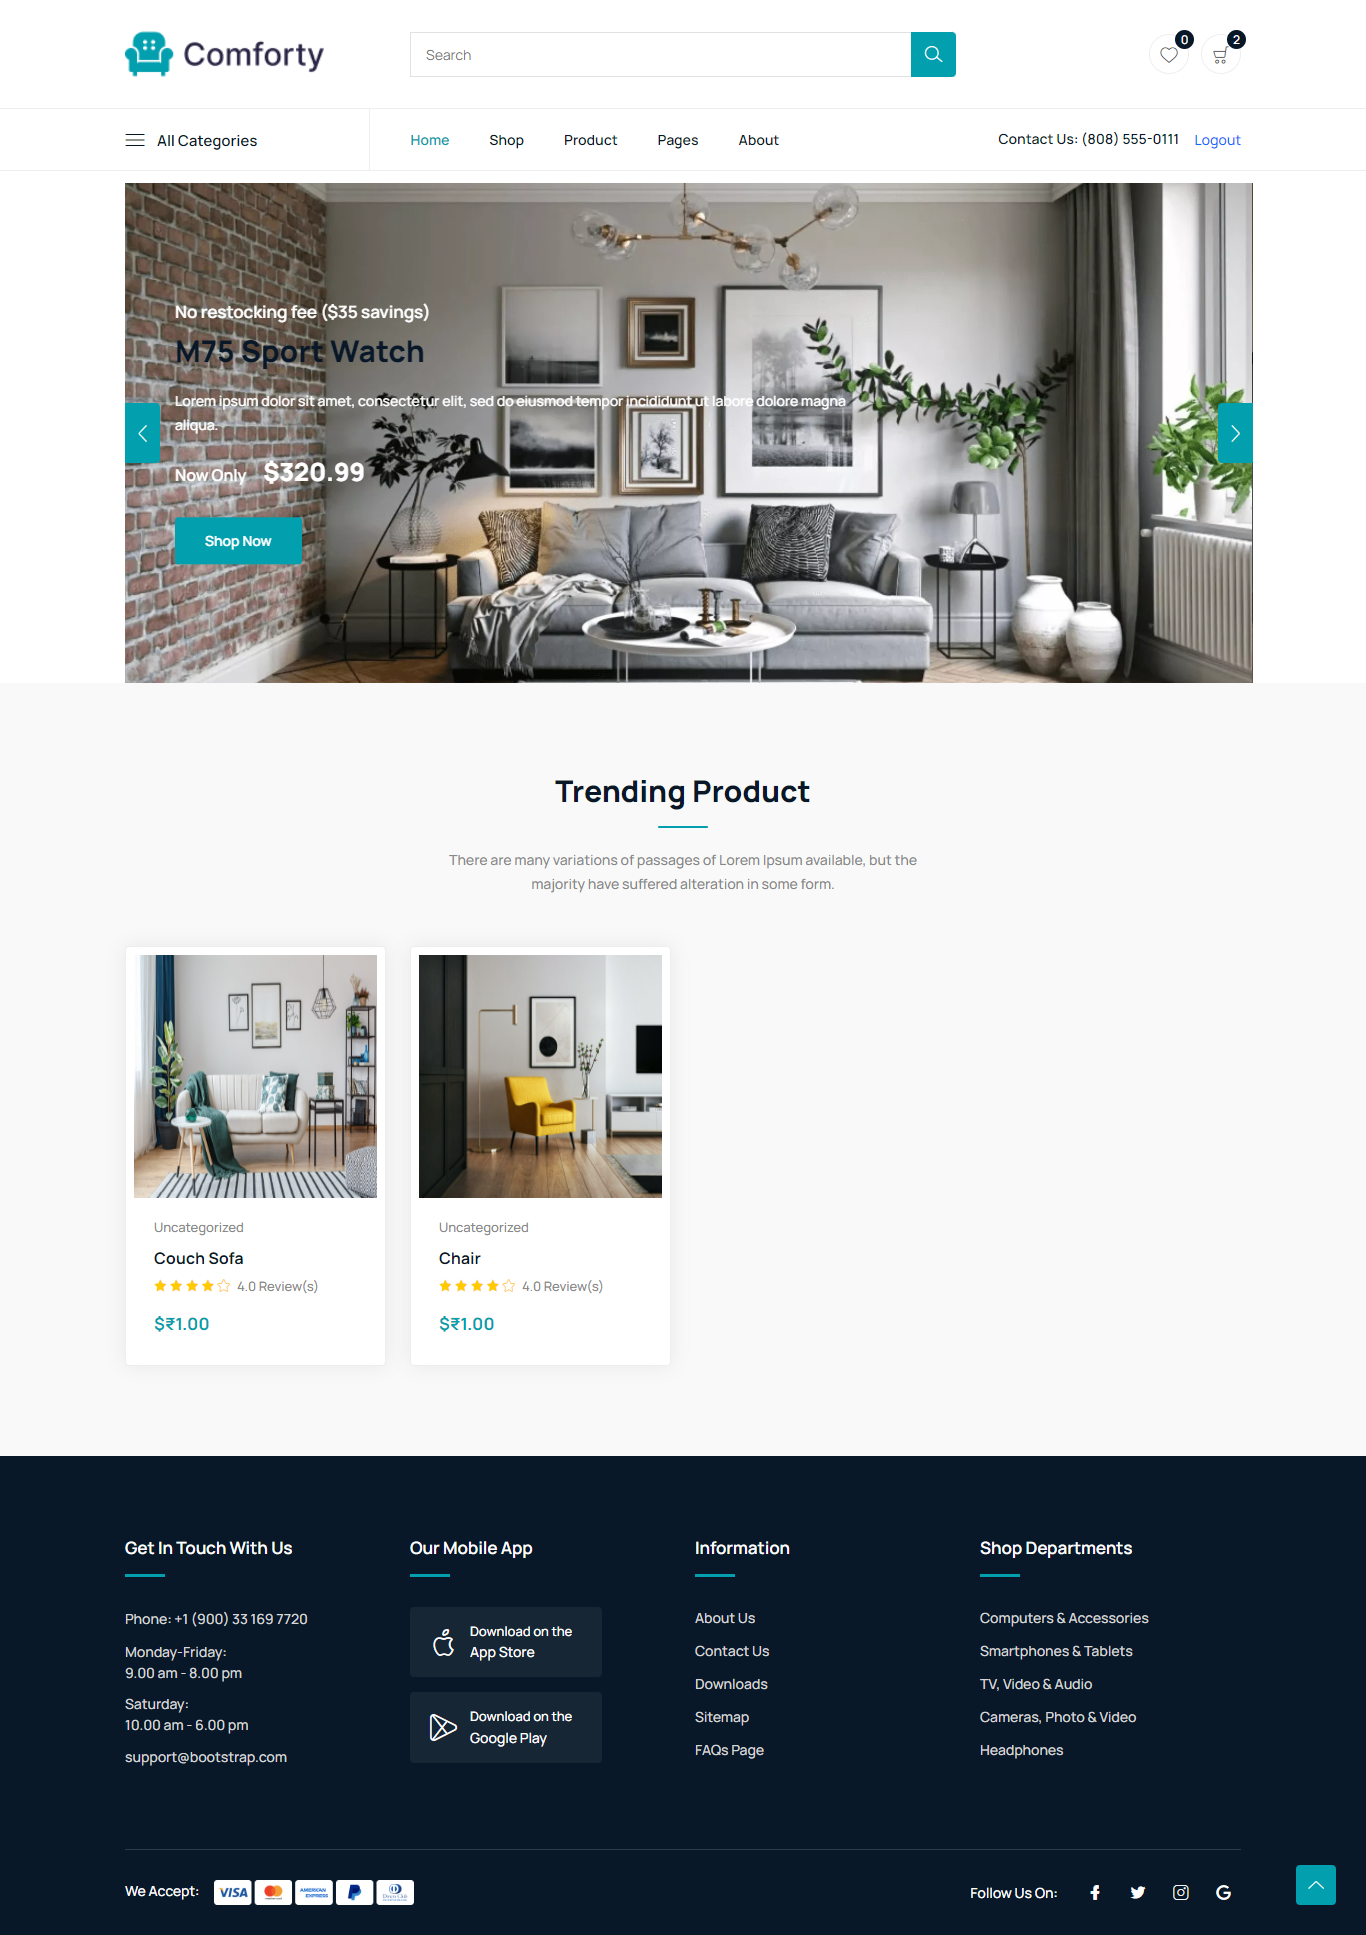 Comforty
Search
0
2
All Categories
Home
Shop
Product
Pages
About
Contact Us: (808) 555-0111
Logout
No restocking fee ($35 savings)
M75 Sport Watch
Lorem ipsum dolor sit amet, consectetur elit, sed do eiusmod tempor incididunt ut labore dolore magna
aliqua.
Now Only $320.99
Shop Now
Trending Product
There are many variations of passages of Lorem Ipsum available, but the
majority have suffered alteration in some form.
Uncategorized
Couch Sofa
4.0 Review(s)
$₹1.00
Uncategorized
Chair
4.0 Review(s)
$₹1.00
Get In Touch With Us
Phone: +1 (900) 33 169 7720
Monday-Friday:
9.00 am - 8.00 pm
Saturday:
10.00 am - 6.00 pm
support@bootstrap.com
Our Mobile App
Download on the
App Store
Download on the
Google Play
Information
About Us
Contact Us
Downloads
Sitemap
FAQs Page
Shop Departments
Computers & Accessories
Smartphones & Tablets
TV, Video & Audio
Cameras, Photo & Video
Headphones
We Accept:
VISA
AMERICAN
EXPRESS
Follow Us On: